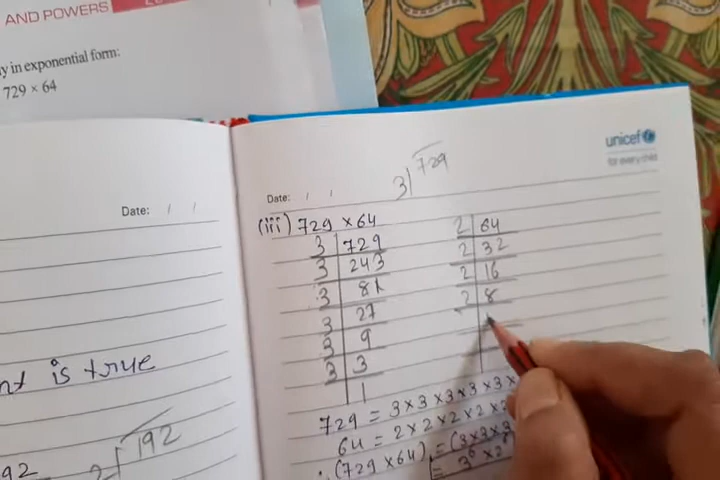 AND POWERS
y in exponential form:
729 × 64
unicef
for every child
Date: / /
3 729
Date: / /
(iii) 729 × 64
3 729
3 243
3 81
3 27
3 9
3 3
1
2 64
2 32
2 16
2 8
nt is true
192
92
2
729 = 3×3×3×3×3×
64 = 2×2×2×2×2
∴ (729 × 64) = (3×3×3
= 3⁶ × 2⁶